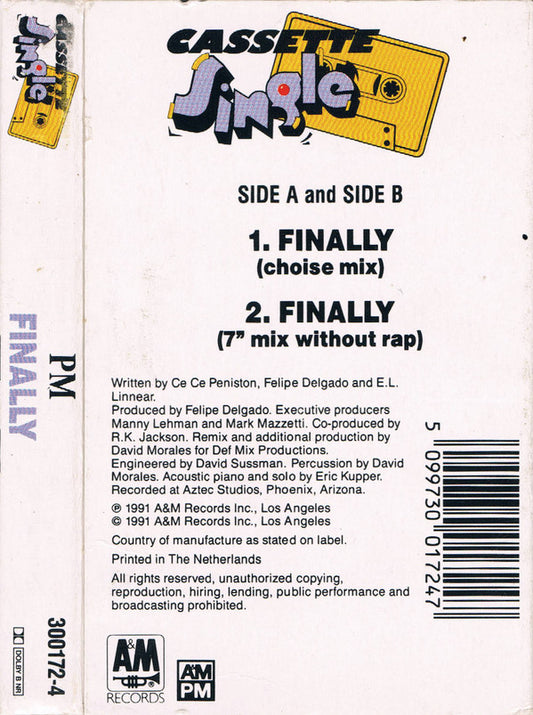 CASSETTE
Single
SIDE A and SIDE B
1. FINALLY
(choise mix)
2. FINALLY
(7” mix without rap)
Written by Ce Ce Peniston, Felipe Delgado and E.L.
Linnear.
Produced by Felipe Delgado. Executive producers
Manny Lehman and Mark Mazzetti. Co-produced by
R.K. Jackson. Remix and additional production by
David Morales for Def Mix Productions.
Engineered by David Sussman. Percussion by David
Morales. Acoustic piano and solo by Eric Kupper.
Recorded at Aztec Studios, Phoenix, Arizona.
℗ 1991 A&M Records Inc., Los Angeles
© 1991 A&M Records Inc., Los Angeles
Country of manufacture as stated on label.
Printed in The Netherlands
All rights reserved, unauthorized copying,
reproduction, hiring, lending, public performance and
broadcasting prohibited.
A&M
RECORDS
AM
PM
5 099730 017247
CASSETTE
Single
PM
FINALLY
300172-4
DOLBY B NR